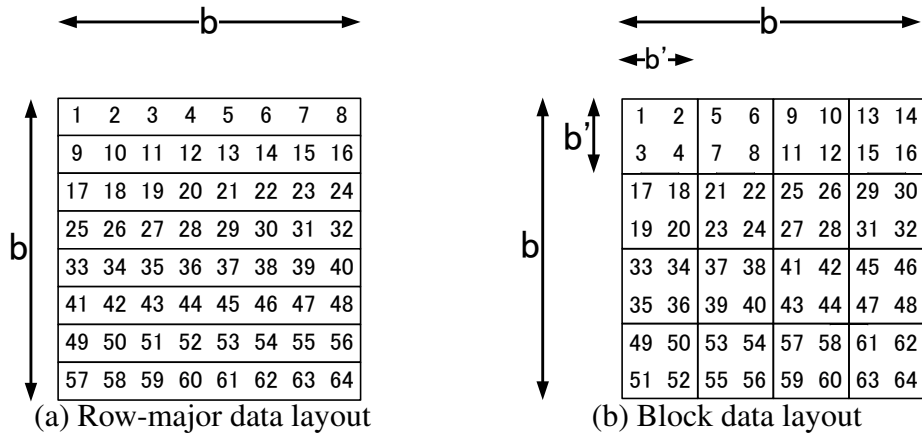 b
b
1 2 3 4 5 6 7 8
9 10 11 12 13 14 15 16
17 18 19 20 21 22 23 24
25 26 27 28 29 30 31 32
33 34 35 36 37 38 39 40
41 42 43 44 45 46 47 48
49 50 51 52 53 54 55 56
57 58 59 60 61 62 63 64
(a) Row-major data layout
b
b'
b'
b
1 2 5 6 9 10 13 14
3 4 7 8 11 12 15 16
17 18 21 22 25 26 29 30
19 20 23 24 27 28 31 32
33 34 37 38 41 42 45 46
35 36 39 40 43 44 47 48
49 50 53 54 57 58 61 62
51 52 55 56 59 60 63 64
(b) Block data layout